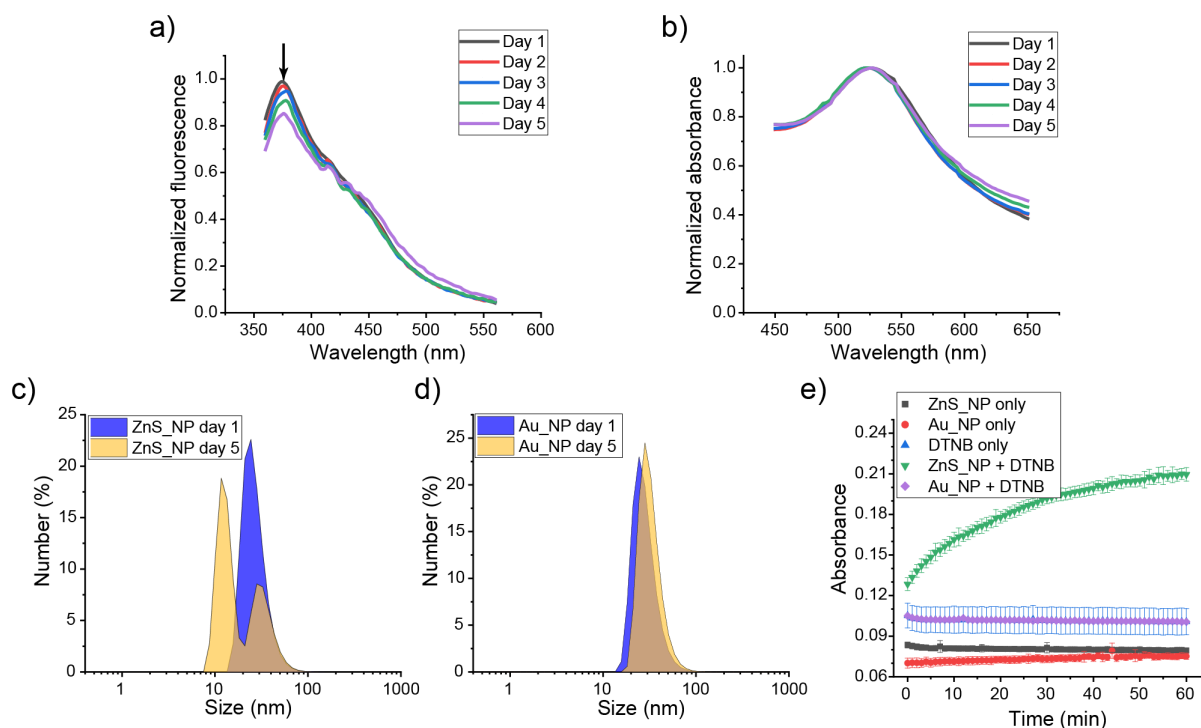 a)
Day 1
Day 2
Day 3
Day 4
Day 5
1.0
0.8
0.6
0.4
0.2
0.0
Normalized fluorescence
350 400 450 500 550 600
Wavelength (nm)
b)
Day 1
Day 2
Day 3
Day 4
Day 5
1.0
0.8
0.6
0.4
0.2
0.0
Normalized absorbance
450 500 550 600 650
Wavelength (nm)
c)
ZnS_NP day 1
ZnS_NP day 5
25
20
15
10
5
0
Number (%)
1 10 100 1000
Size (nm)
d)
Au_NP day 1
Au_NP day 5
25
20
15
10
5
0
Number (%)
1 10 100 1000
Size (nm)
e)
ZnS_NP only
Au_NP only
DTNB only
ZnS_NP + DTNB
Au_NP + DTNB
0.24
0.21
0.18
0.15
0.12
0.09
0.06
Absorbance
0 10 20 30 40 50 60
Time (min)